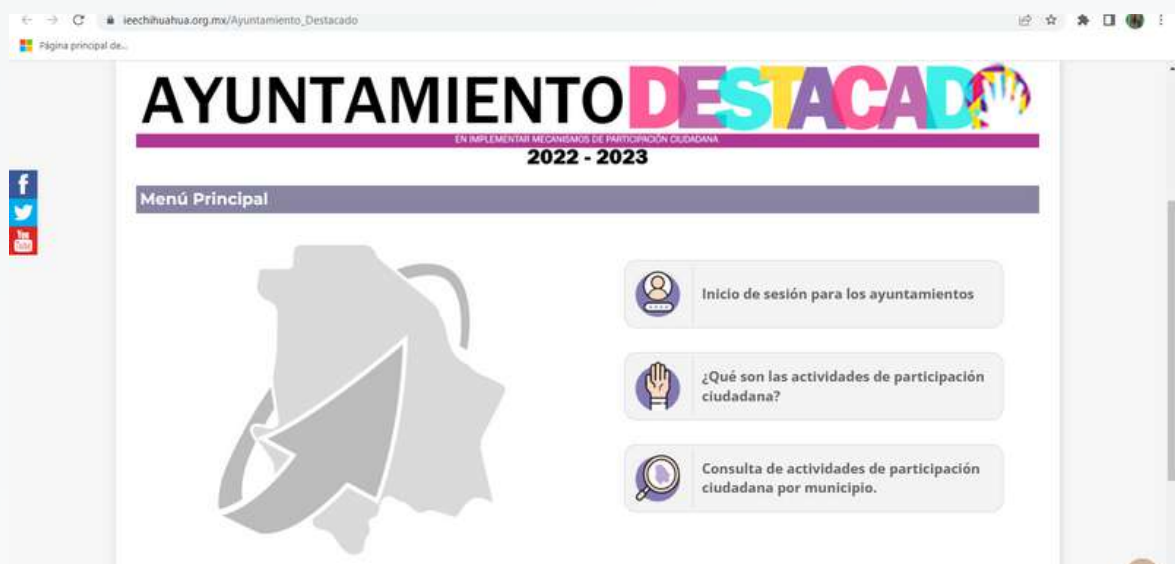 ieechihuahua.org.mx/Ayuntamiento_Destacado
Página principal de...
AYUNTAMIENTO DESTACADO
EN IMPLEMENTAR MECANISMOS DE PARTICIPACIÓN CIUDADANA
2022 - 2023
Menú Principal
You
Tube
Inicio de sesión para los ayuntamientos
¿Qué son las actividades de participación
ciudadana?
Consulta de actividades de participación
ciudadana por municipio.